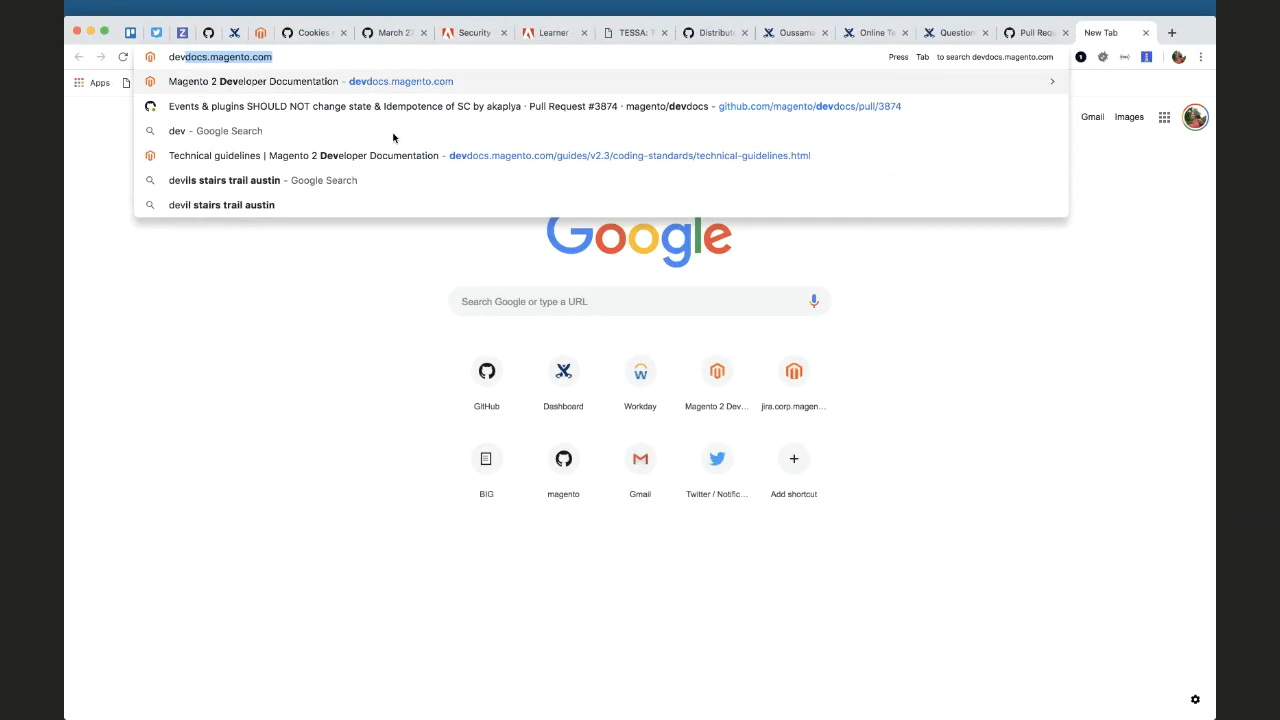 Cookies
March 2
Security
Learner
TESSA: T
Distribut
Oussam
Online T
Question
Pull Requ
New Tab
devdocs.magento.com
Press Tab to search devdocs.magento.com
Apps
Magento 2 Developer Documentation - devdocs.magento.com
Events & plugins SHOULD NOT change state & Idempotence of SC by akaplya · Pull Request #3874 · magento/devdocs - github.com/magento/devdocs/pull/3874
dev - Google Search
Technical guidelines | Magento 2 Developer Documentation - devdocs.magento.com/guides/v2.3/coding-standards/technical-guidelines.html
devils stairs trail austin - Google Search
devil stairs trail austin
Gmail
Images
Google
Search Google or type a URL
GitHub
Dashboard
Workday
Magento 2 Dev...
jira.corp.magen...
BIG
magento
Gmail
Twitter / Notific...
Add shortcut